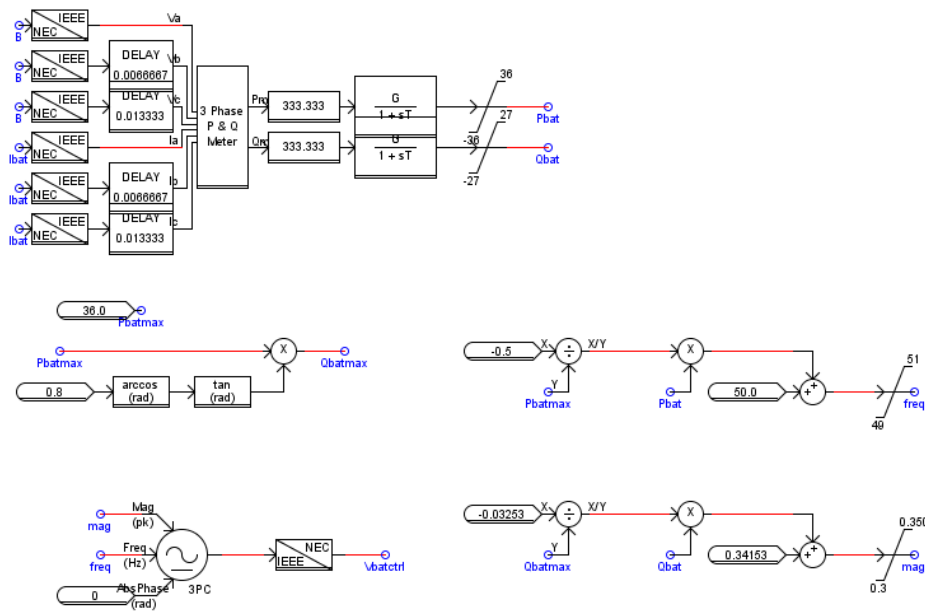 IEEE
NEC
Va
B
IEEE
NEC
DELAY
0.0066667
Vb
B
IEEE
NEC
DELAY
0.013333
Vc
B
3 Phase
P & Q
Meter
333.333
G
1 + sT
36
-36
Pbat
IEEE
NEC
Ia
Ibat
333.333
G
1 + sT
27
-27
Qbat
IEEE
NEC
DELAY
0.0066667
Ibat
IEEE
NEC
DELAY
0.013333
Ic
Ibat
36.0
Pbatmax
Pbatmax
X
Qbatmax
0.8
arccos
(rad)
tan
(rad)
-0.5
X
÷
X/Y
X
51
Y
Pbatmax
Pbat
50.0
+
+
49
freq
Mag
(pk)
mag
Freq
(Hz)
freq
0
AbsPhase
(rad)
3PC
NEC
IEEE
Vbatctrl
-0.03253
X
÷
X/Y
X
0.350
Y
Qbatmax
Qbat
0.34153
+
+
0.3
mag